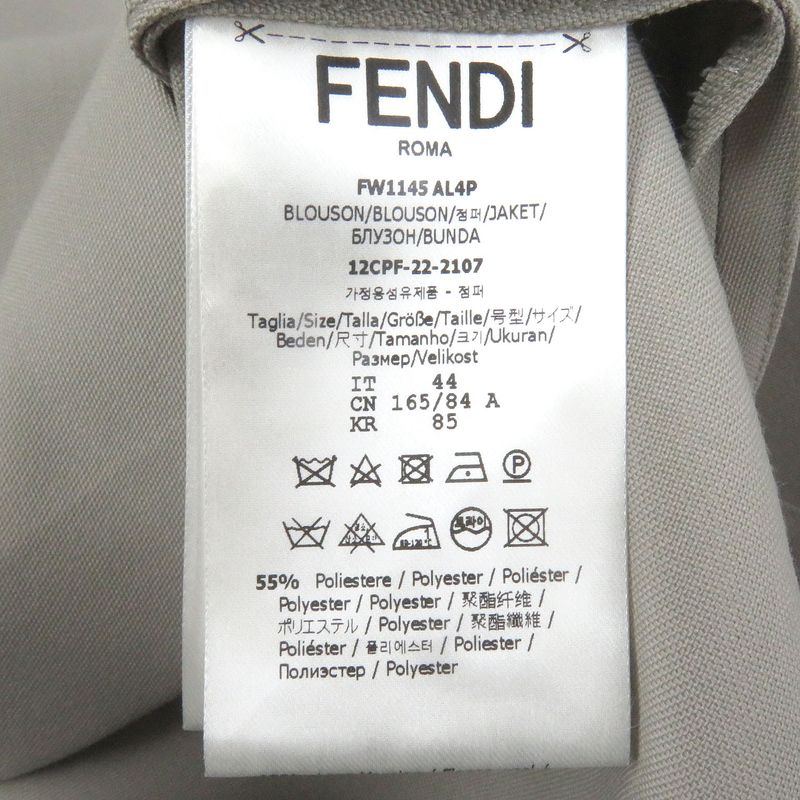 FENDI
ROMA
FW1145 AL4P
BLOUSON/BLOUSON/점퍼/JAKET/
БЛУЗОН/BUNDA
12CPF-22-2107
가정용섬유제품 - 점퍼
Taglia/Size/Talla/Größe/Taille/号型/サイズ/
Beden/尺寸/Tamanho/크기/Ukuran/
Размер/Velikost
IT 44
CN 165/84 A
KR 85
P
드라이
55% Poliestere / Polyester / Poliéster /
Polyester / Polyester / 聚酯纤维 /
ポリエステル / Polyester / 聚酯纖維 /
Poliéster / 폴리에스터 / Poliester /
Полиэстер / Polyester